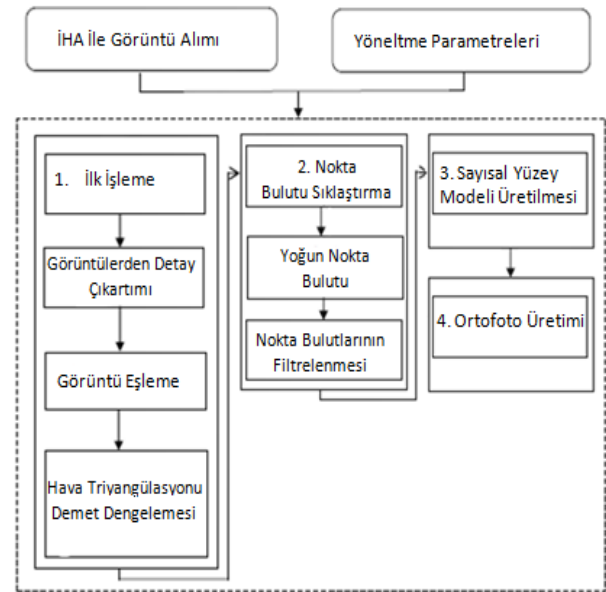 İHA İle Görüntü Alımı
Yöneltme Parametreleri
1. İlk İşleme
Görüntülerden Detay
Çıkartımı
Görüntü Eşleme
Hava Triyangülasyonu
Demet Dengelemesi
2. Nokta
Bulutu Sıklaştırma
Yoğun Nokta
Bulutu
Nokta Bulutlarının
Filtrelenmesi
3. Sayısal Yüzey
Modeli Üretilmesi
4. Ortofoto Üretimi